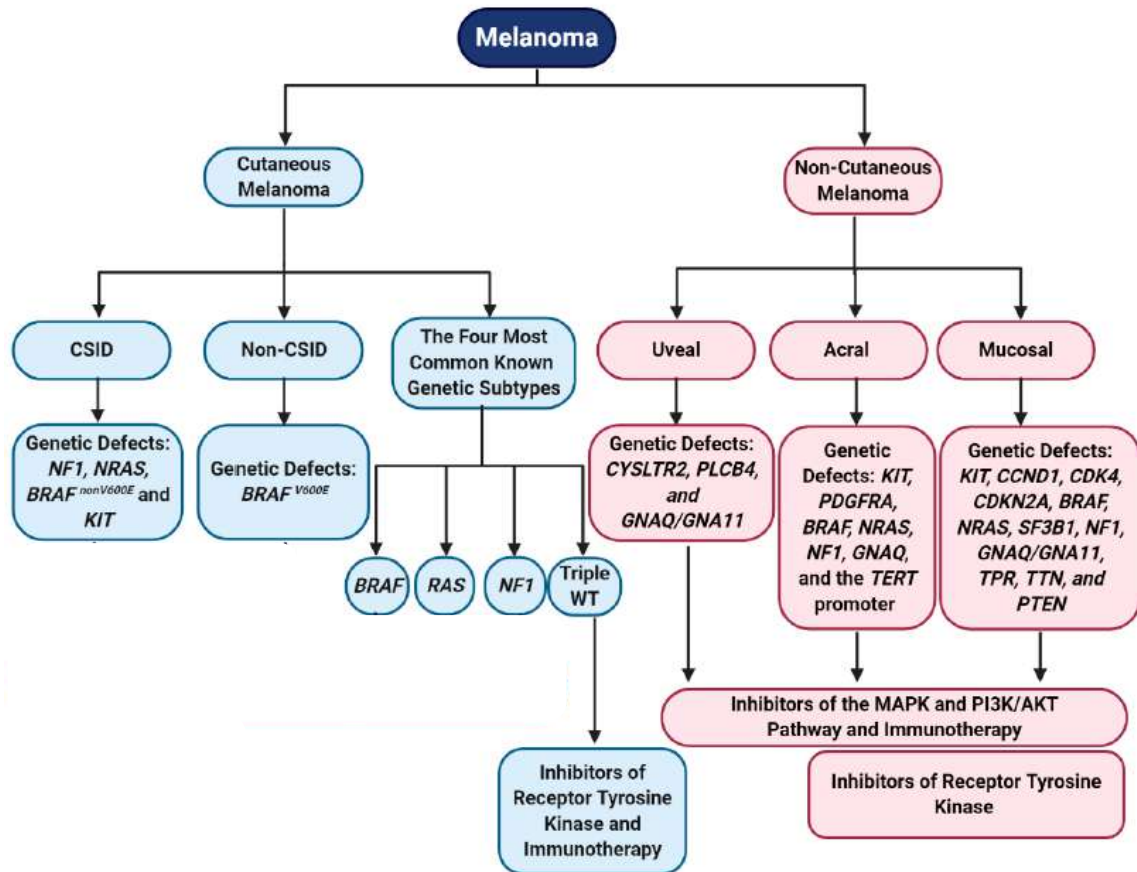 Melanoma
Cutaneous
Melanoma
Non-Cutaneous
Melanoma
CSID
Non-CSID
The Four Most
Common Known
Genetic Subtypes
Uveal
Acral
Mucosal
Genetic Defects:
NF1, NRAS,
BRAF nonV600E and
KIT
Genetic Defects:
BRAF V600E
BRAF
RAS
NF1
Triple
WT
Genetic Defects:
CYSLTR2, PLCB4,
and
GNAQ/GNA11
Genetic
Defects: KIT,
PDGFRA,
BRAF, NRAS,
NF1, GNAQ,
and the TERT
promoter
Genetic Defects:
KIT, CCND1, CDK4,
CDKN2A, BRAF,
NRAS, SF3B1, NF1,
GNAQ/GNA11,
TPR, TTN, and
PTEN
Inhibitors of
Receptor Tyrosine
Kinase and
Immunotherapy
Inhibitors of the MAPK and PI3K/AKT
Pathway and Immunotherapy
Inhibitors of Receptor Tyrosine
Kinase